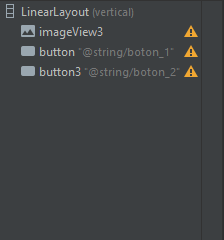 LinearLayout (vertical)
imageView3
button "@string/boton_1"
button3 "@string/boton_2"